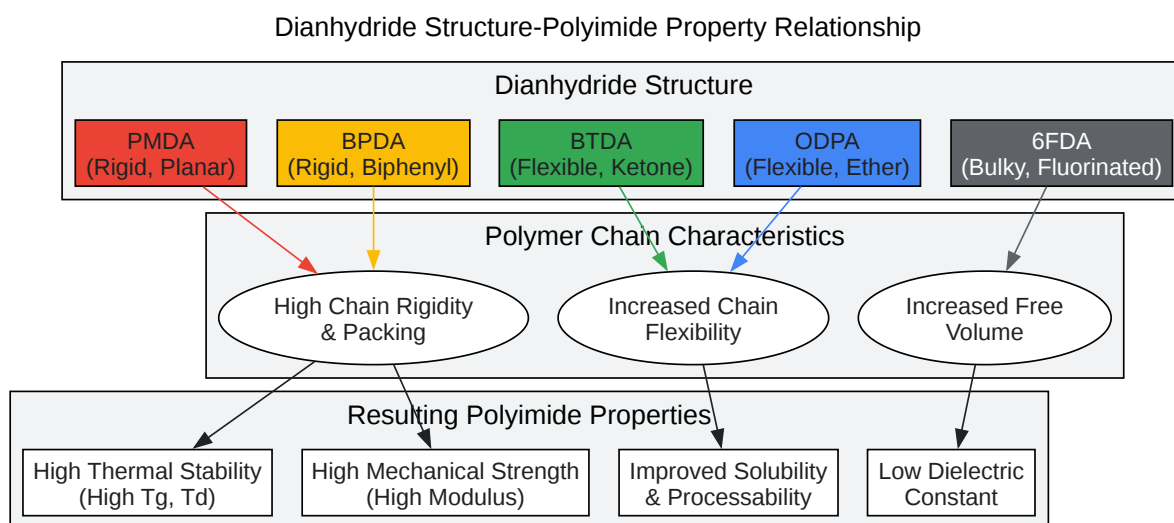 Dianhydride Structure-Polyimide Property Relationship
Dianhydride Structure
PMDA
(Rigid, Planar)
BPDA
(Rigid, Biphenyl)
BTDA
(Flexible, Ketone)
ODPA
(Flexible, Ether)
6FDA
(Bulky, Fluorinated)
Polymer Chain Characteristics
High Chain Rigidity
& Packing
Increased Chain
Flexibility
Increased Free
Volume
Resulting Polyimide Properties
High Thermal Stability
(High Tg, Td)
High Mechanical Strength
(High Modulus)
Improved Solubility
& Processability
Low Dielectric
Constant